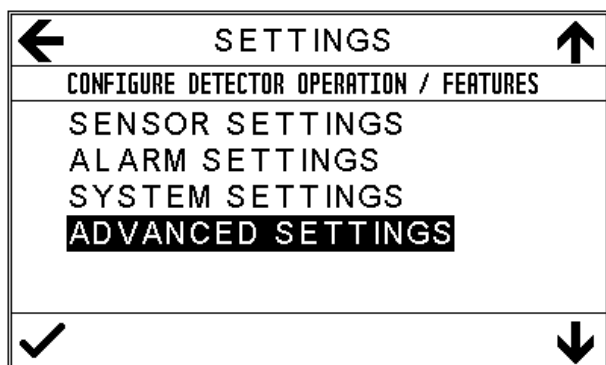 SETTINGS
CONFIGURE DETECTOR OPERATION / FEATURES
SENSOR SETTINGS
ALARM SETTINGS
SYSTEM SETTINGS
ADVANCED SETTINGS